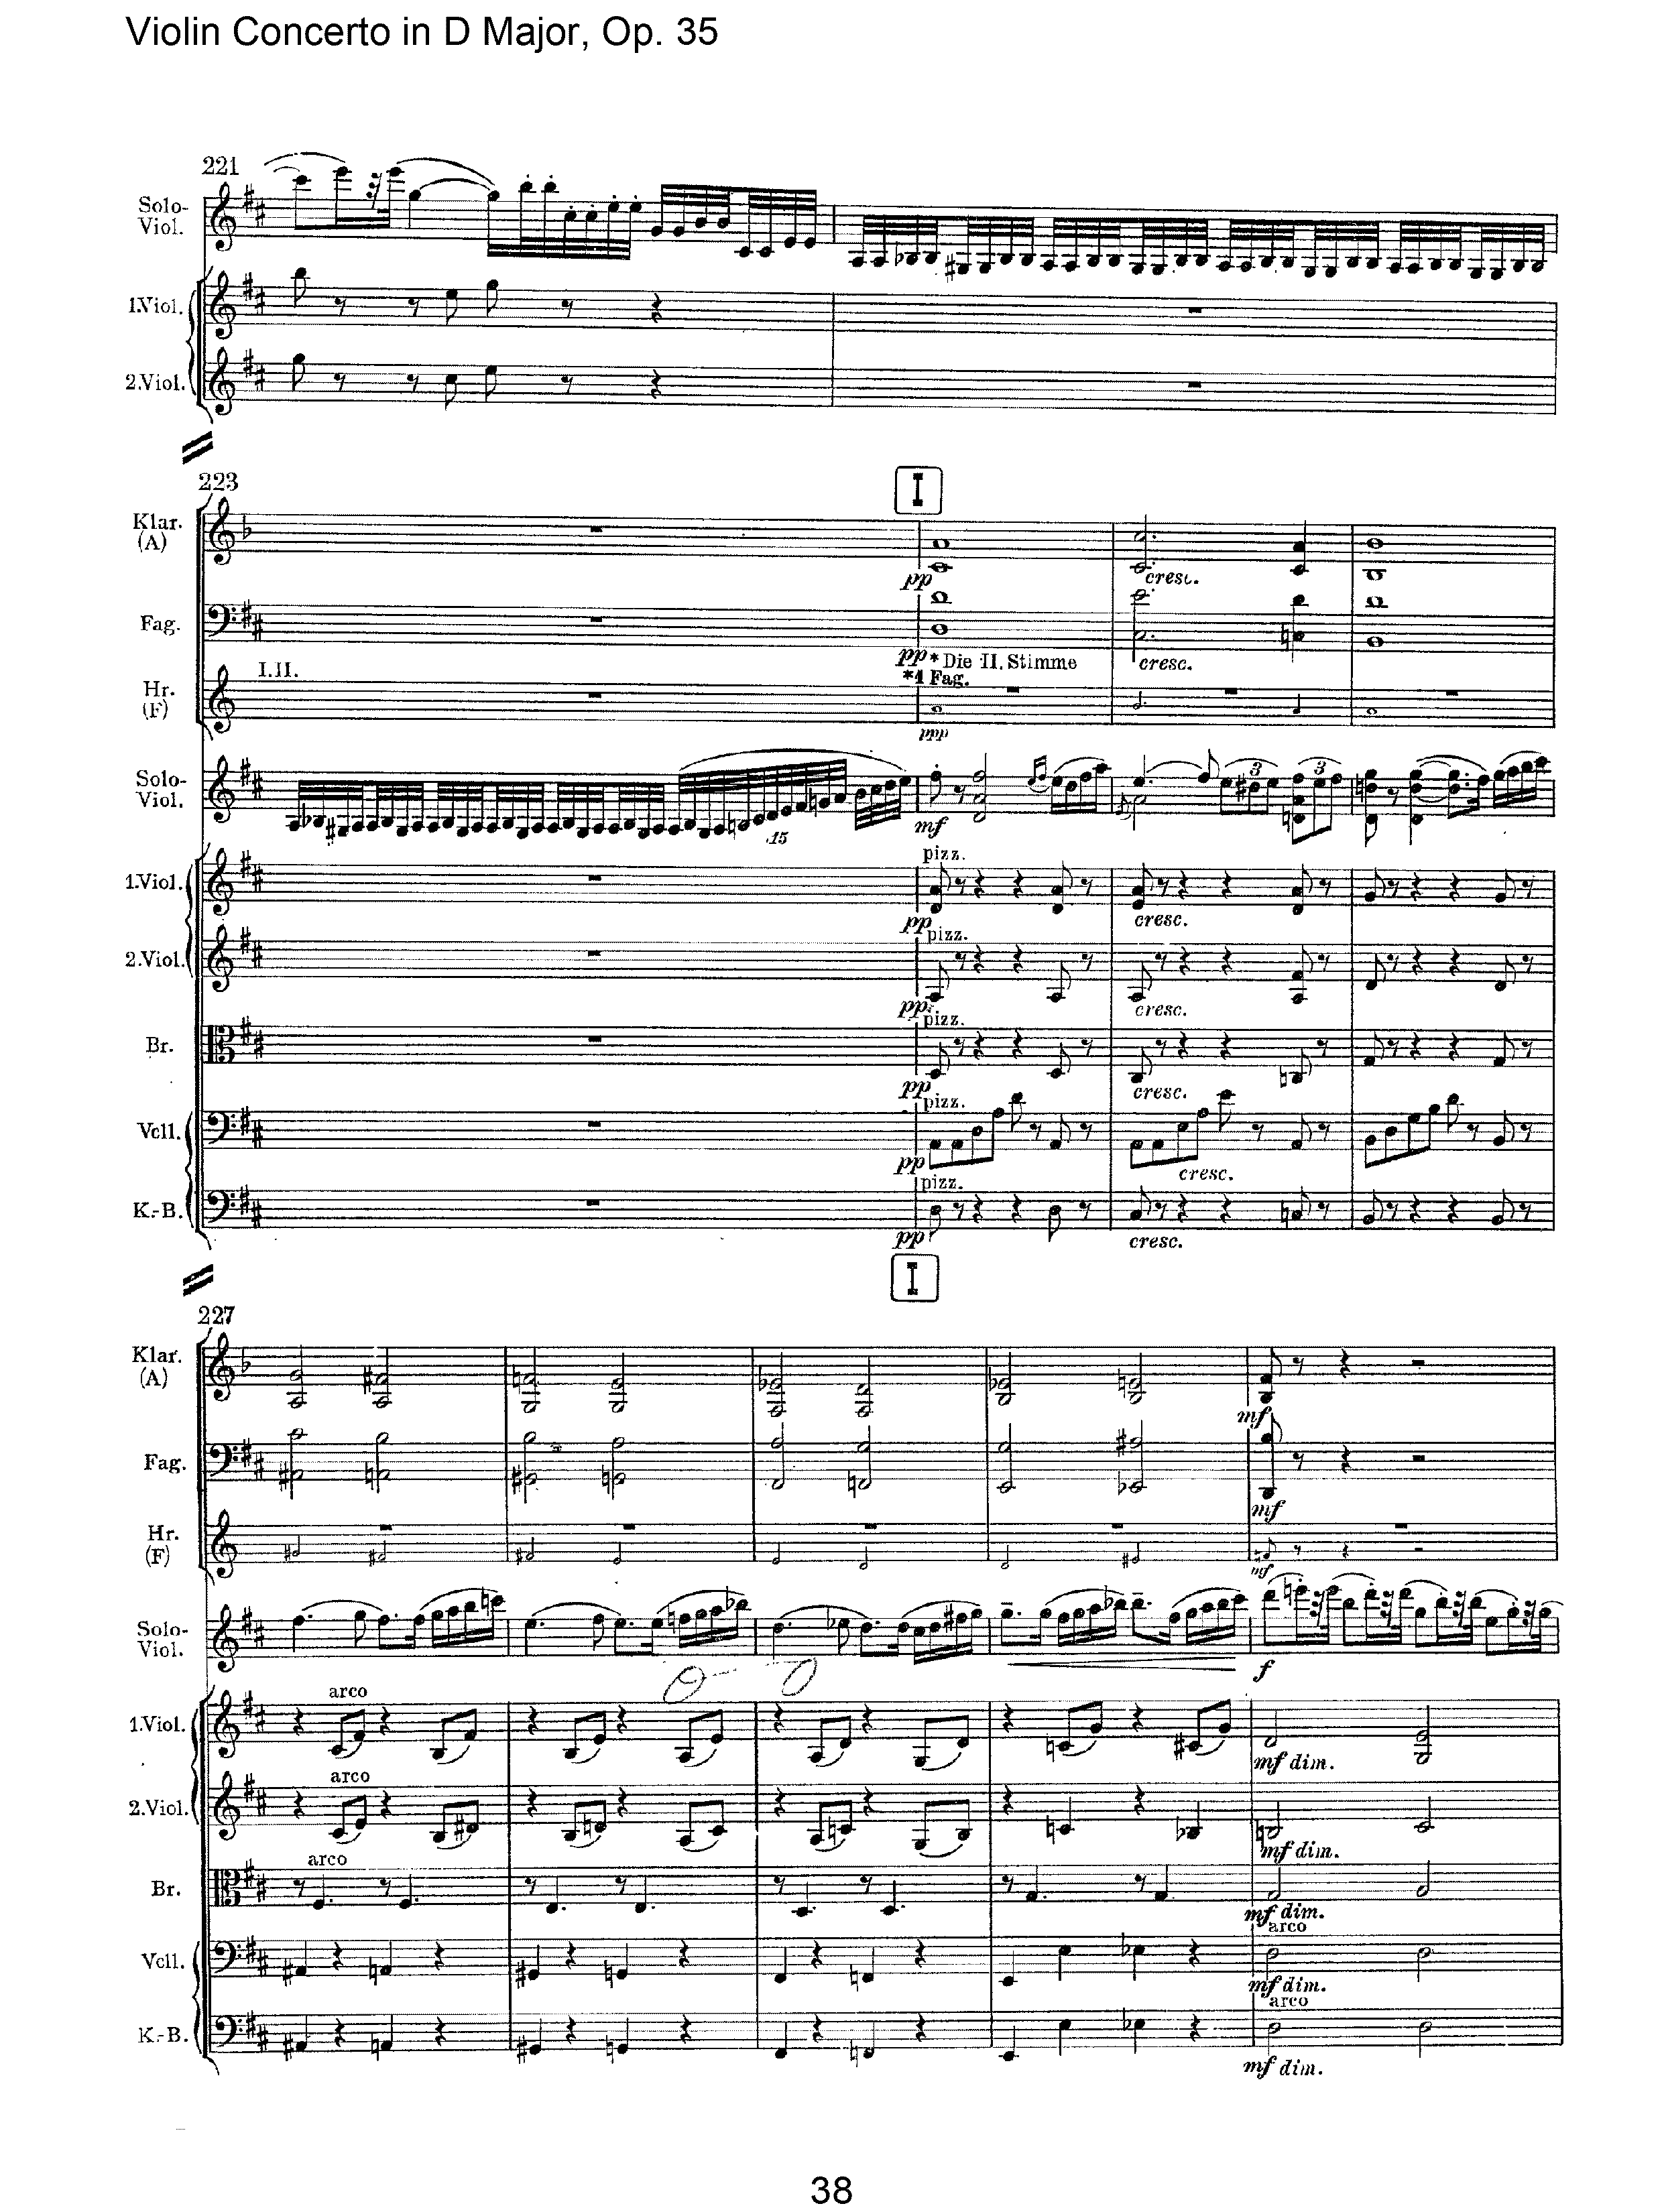 Violin Concerto in D Major, Op. 35
221
Solo-
Viol.
1.Viol.
2.Viol.
223
I
Klar.
(A)
pp
cresc.
Fag.
pp
* Die II. Stimme
cresc.
*1 Fag.
I.II.
Hr.
(F)
pp
Solo-
Viol.
15
mf
3
3
pizz.
1.Viol.
pp
cresc.
pizz.
2.Viol.
pp
cresc.
pizz.
Br.
pp
cresc.
pizz.
Vcll.
pp
cresc.
pizz.
K.-B.
pp
cresc.
I
227
Klar.
(A)
mf
Fag.
mf
Hr.
(F)
mf
Solo-
Viol.
f
arco
1.Viol.
mf dim.
arco
2.Viol.
mf dim.
arco
Br.
mf dim.
arco
Vcll.
mf dim.
arco
K.-B.
mf dim.
38